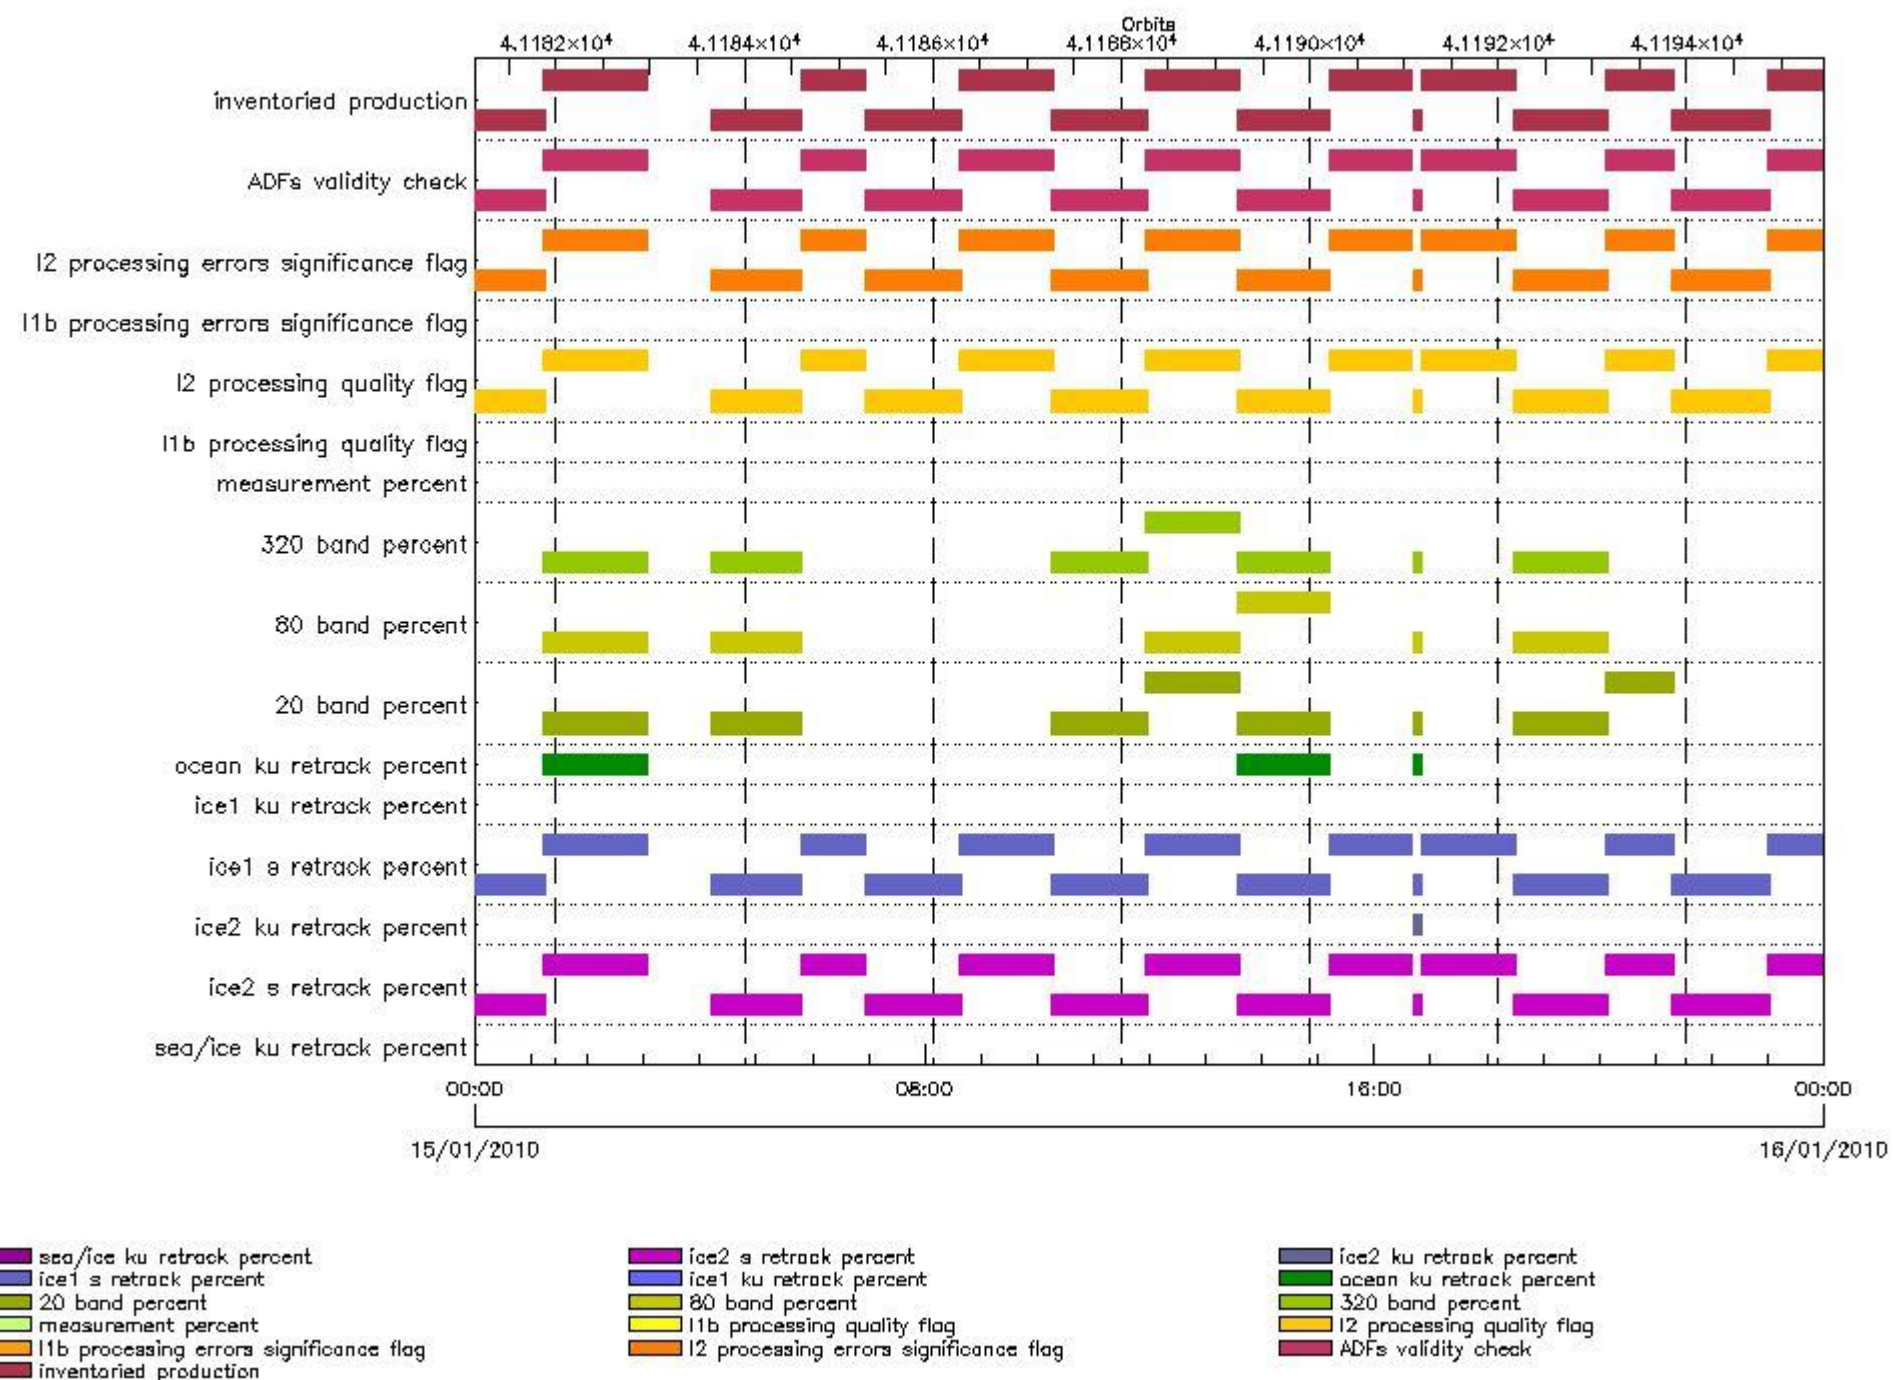 Orbits
4.1182×10⁴ 4.1184×10⁴ 4.1186×10⁴ 4.1188×10⁴ 4.1190×10⁴ 4.1192×10⁴ 4.1194×10⁴
inventoried production
ADFs validity check
l2 processing errors significance flag
l1b processing errors significance flag
l2 processing quality flag
l1b processing quality flag
measurement percent
320 band percent
80 band percent
20 band percent
ocean ku retrack percent
ice1 ku retrack percent
ice1 s retrack percent
ice2 ku retrack percent
ice2 s retrack percent
sea/ice ku retrack percent
00:00 08:00 16:00 00:00
15/01/2010 16/01/2010
sea/ice ku retrack percent ice2 s retrack percent ice2 ku retrack percent
ice1 s retrack percent ice1 ku retrack percent ocean ku retrack percent
20 band percent 80 band percent 320 band percent
measurement percent l1b processing quality flag l2 processing quality flag
l1b processing errors significance flag l2 processing errors significance flag ADFs validity check
inventoried production